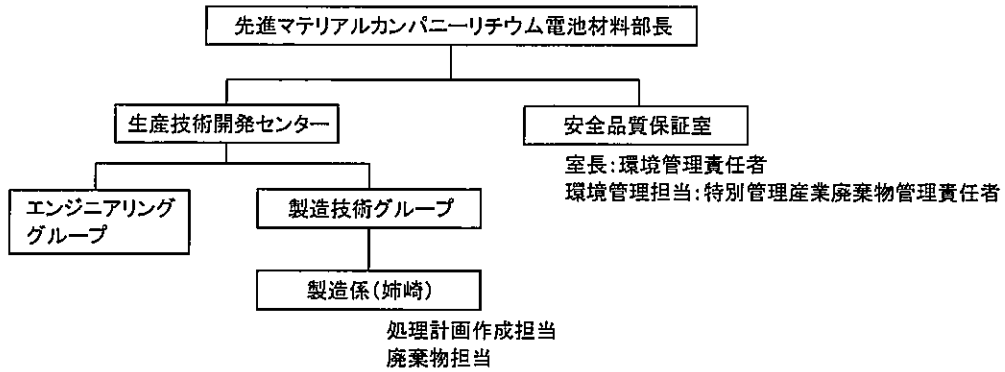 先進マテリアルカンパニーリチウム電池材料部長
生産技術開発センター
安全品質保証室
室長:環境管理責任者
環境管理担当:特別管理産業廃棄物管理責任者
エンジニアリング
グループ
製造技術グループ
製造係(姉崎)
処理計画作成担当
廃棄物担当